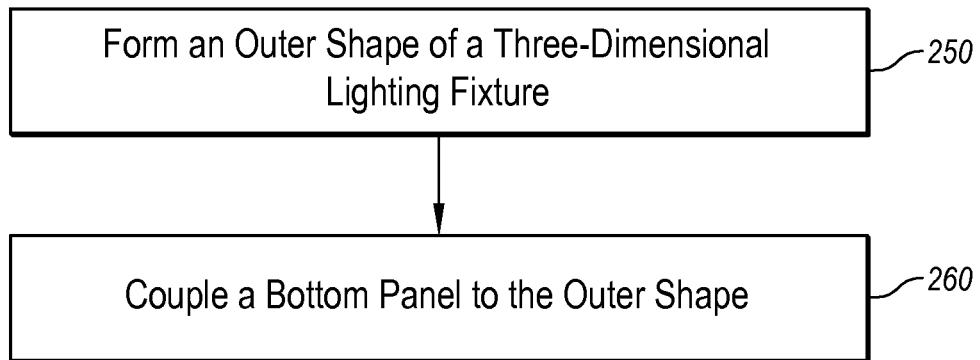 Form an Outer Shape of a Three-Dimensional
Lighting Fixture
250
Couple a Bottom Panel to the Outer Shape
260